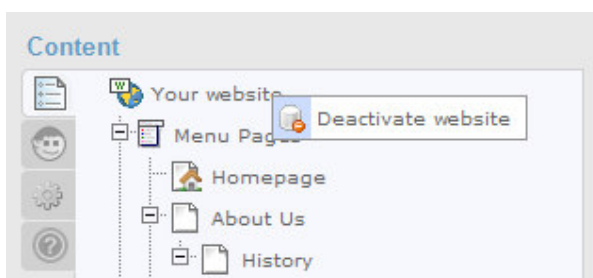 Content
Your website
Deactivate website
Menu Pages
Homepage
About Us
History